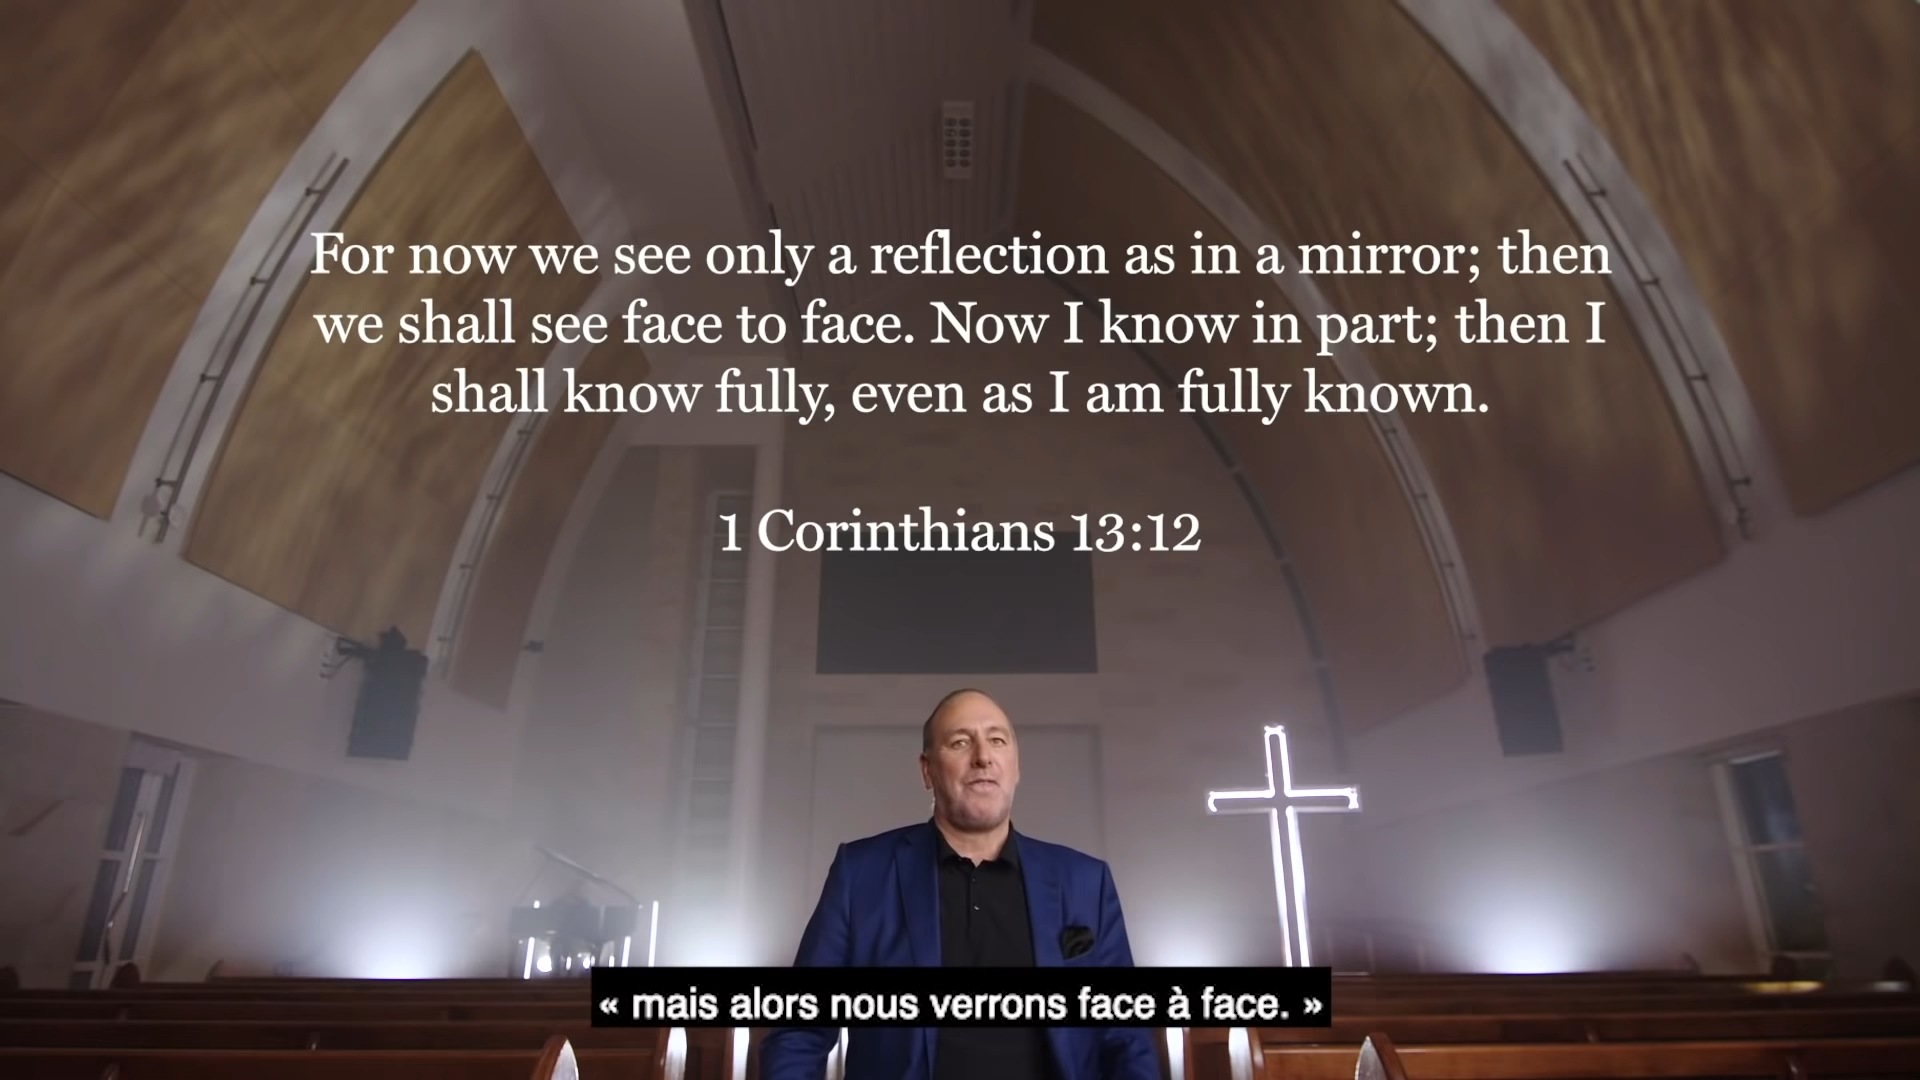 For now we see only a reflection as in a mirror; then
we shall see face to face. Now I know in part; then I
shall know fully, even as I am fully known.
1 Corinthians 13:12
« mais alors nous verrons face à face. »